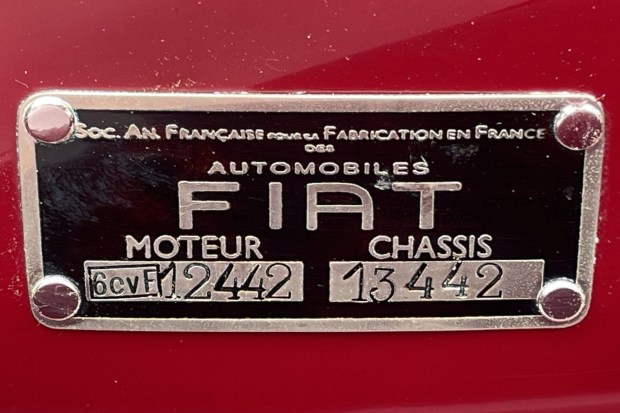 SOC. AN. FRANÇAISE POUR LA FABRICATION EN FRANCE
DES
AUTOMOBILES
FIAT
MOTEUR CHASSIS
6CVF 12442 13442